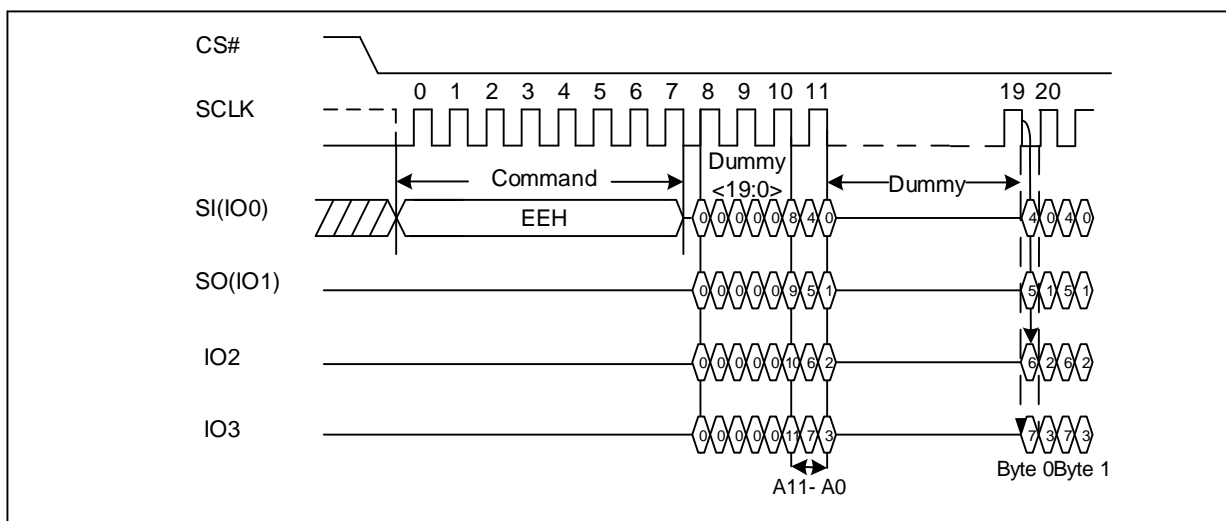 CS#
0 1 2 3 4 5 6 7 8 9 10 11 19 20
SCLK
Command
Dummy
<19:0>
Dummy
SI(IO0)
EEH
0 0 0 0 0 8 4 0 4 0 4 0
SO(IO1)
0 0 0 0 0 9 5 1 5 1 5 1
IO2
0 0 0 0 0 10 6 2 6 2 6 2
IO3
0 0 0 0 0 11 7 3 7 3 7 3
A11- A0
Byte 0 Byte 1